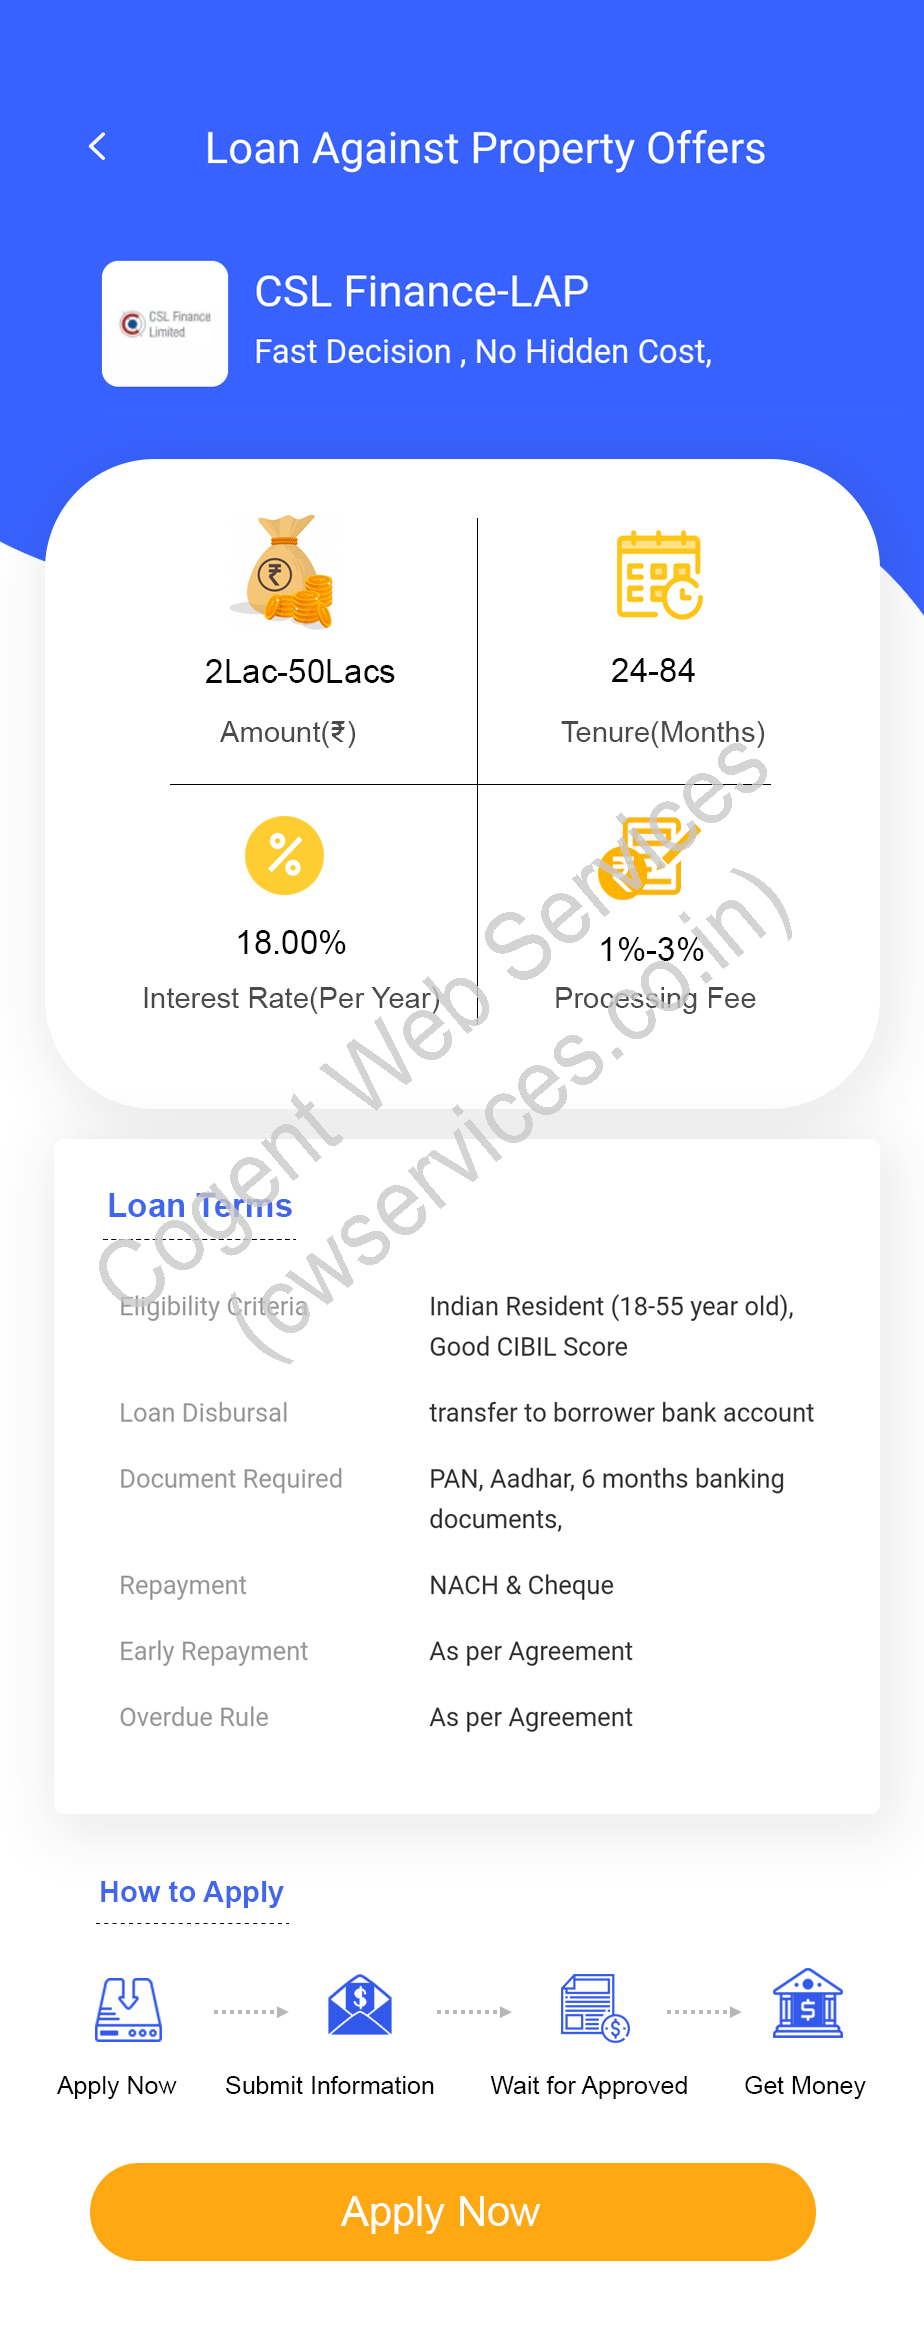 Loan Against Property Offers
CSL Finance
Limited
CSL Finance-LAP
Fast Decision , No Hidden Cost,
2Lac-50Lacs
Amount(₹)
24-84
Tenure(Months)
18.00%
Interest Rate(Per Year)
1%-3%
Processing Fee
Cogent Web Services
(cwservices.co.in)
Loan Terms
Eligibility Criteria
Indian Resident (18-55 year old),
Good CIBIL Score
Loan Disbursal
transfer to borrower bank account
Document Required
PAN, Aadhar, 6 months banking
documents,
Repayment
NACH & Cheque
Early Repayment
As per Agreement
Overdue Rule
As per Agreement
How to Apply
Apply Now
Submit Information
Wait for Approved
Get Money
Apply Now